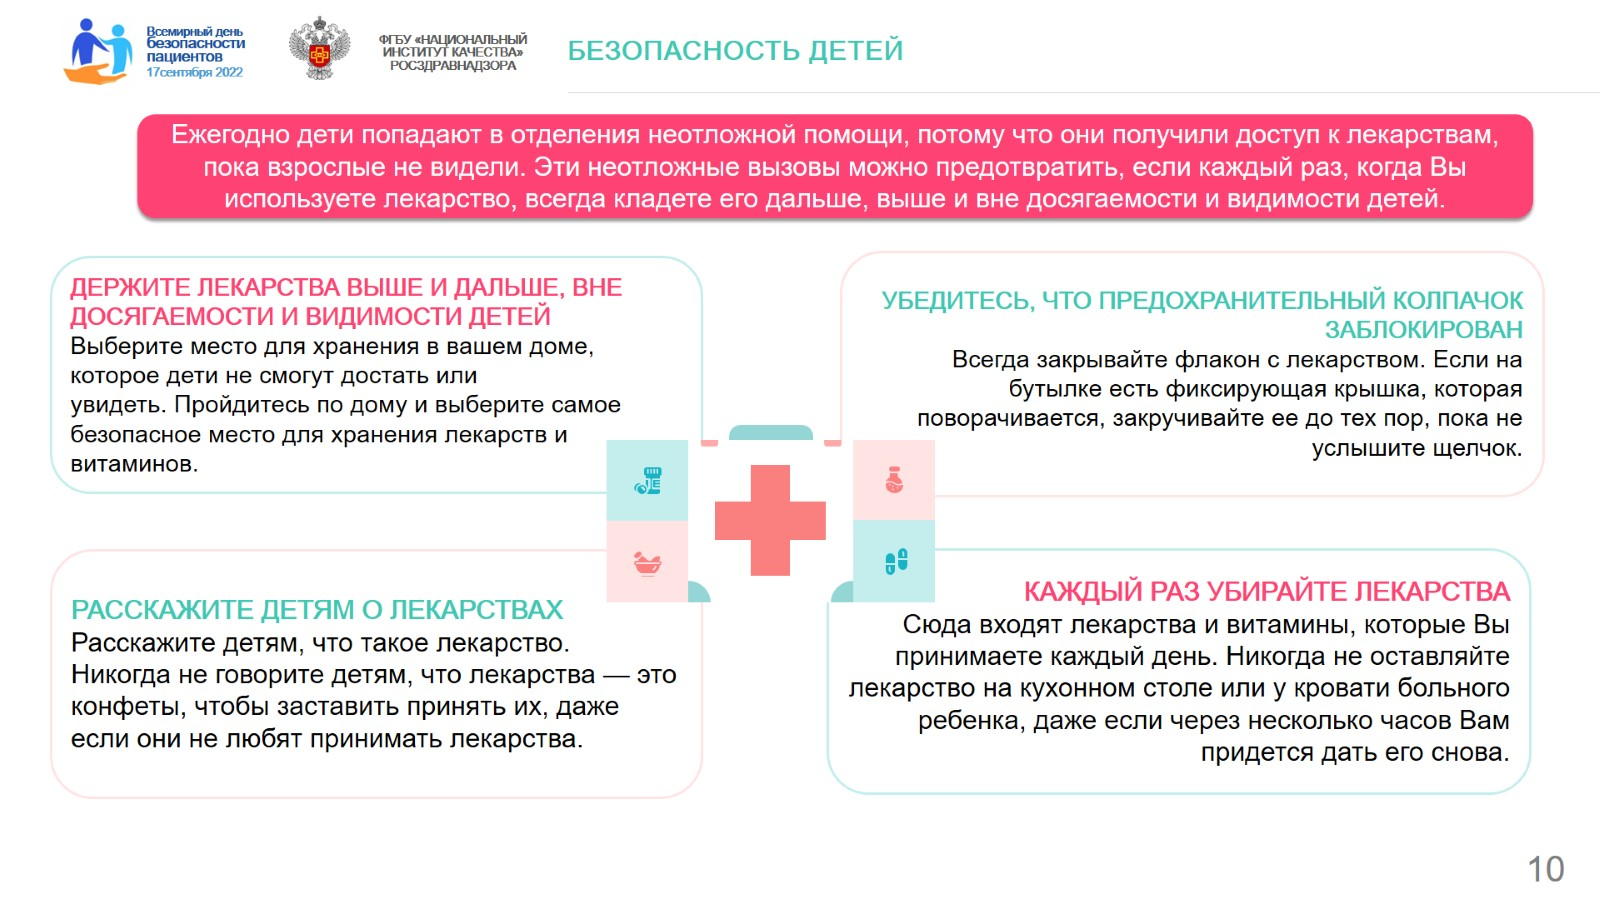 Всемирный день
безопасности
пациентов
17сентября 2022
ФГБУ «НАЦИОНАЛЬНЫЙ
ИНСТИТУТ КАЧЕСТВА»
РОСЗДРАВНАДЗОРА
БЕЗОПАСНОСТЬ ДЕТЕЙ
Ежегодно дети попадают в отделения неотложной помощи, потому что они получили доступ к лекарствам,
пока взрослые не видели. Эти неотложные вызовы можно предотвратить, если каждый раз, когда Вы
используете лекарство, всегда кладете его дальше, выше и вне досягаемости и видимости детей.
ДЕРЖИТЕ ЛЕКАРСТВА ВЫШЕ И ДАЛЬШЕ, ВНЕ
ДОСЯГАЕМОСТИ И ВИДИМОСТИ ДЕТЕЙ
Выберите место для хранения в вашем доме,
которое дети не смогут достать или
увидеть. Пройдитесь по дому и выберите самое
безопасное место для хранения лекарств и
витаминов.
УБЕДИТЕСЬ, ЧТО ПРЕДОХРАНИТЕЛЬНЫЙ КОЛПАЧОК
ЗАБЛОКИРОВАН
Всегда закрывайте флакон с лекарством. Если на
бутылке есть фиксирующая крышка, которая
поворачивается, закручивайте ее до тех пор, пока не
услышите щелчок.
РАССКАЖИТЕ ДЕТЯМ О ЛЕКАРСТВАХ
Расскажите детям, что такое лекарство.
Никогда не говорите детям, что лекарства — это
конфеты, чтобы заставить принять их, даже
если они не любят принимать лекарства.
КАЖДЫЙ РАЗ УБИРАЙТЕ ЛЕКАРСТВА
Сюда входят лекарства и витамины, которые Вы
принимаете каждый день. Никогда не оставляйте
лекарство на кухонном столе или у кровати больного
ребенка, даже если через несколько часов Вам
придется дать его снова.
10